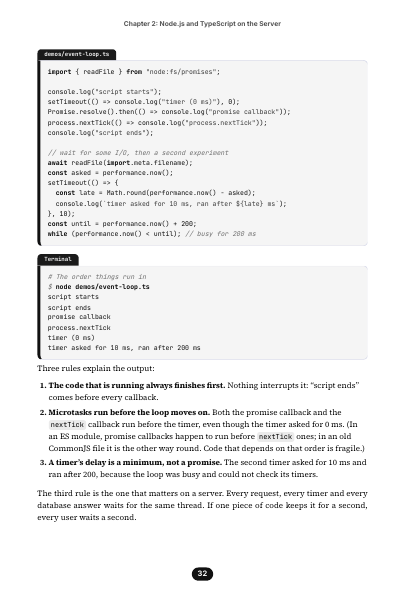 Chapter 2: Node.js and TypeScript on the Server
demos/event-loop.ts
import { readFile } from "node:fs/promises";
console.log("script starts");
setTimeout(() => console.log("timer (0 ms)"), 0);
Promise.resolve().then(() => console.log("promise callback"));
process.nextTick(() => console.log("process.nextTick"));
console.log("script ends");
// wait for some I/O, then a second experiment
await readFile(import.meta.filename);
const asked = performance.now();
setTimeout(() => {
  const late = Math.round(performance.now() - asked);
  console.log(`timer asked for 10 ms, ran after ${late} ms`);
}, 10);
const until = performance.now() + 200;
while (performance.now() < until); // busy for 200 ms
Terminal
# The order things run in
$ node demos/event-loop.ts
script starts
script ends
promise callback
process.nextTick
timer (0 ms)
timer asked for 10 ms, ran after 200 ms
Three rules explain the output:
1. The code that is running always finishes first. Nothing interrupts it: “script ends”
comes before every callback.
2. Microtasks run before the loop moves on. Both the promise callback and the
nextTick callback run before the timer, even though the timer asked for 0 ms. (In
an ES module, promise callbacks happen to run before nextTick ones; in an old
CommonJS file it is the other way round. Code that depends on that order is fragile.)
3. A timer’s delay is a minimum, not a promise. The second timer asked for 10 ms and
ran after 200, because the loop was busy and could not check its timers.
The third rule is the one that matters on a server. Every request, every timer and every
database answer waits for the same thread. If one piece of code keeps it for a second,
every user waits a second.
32